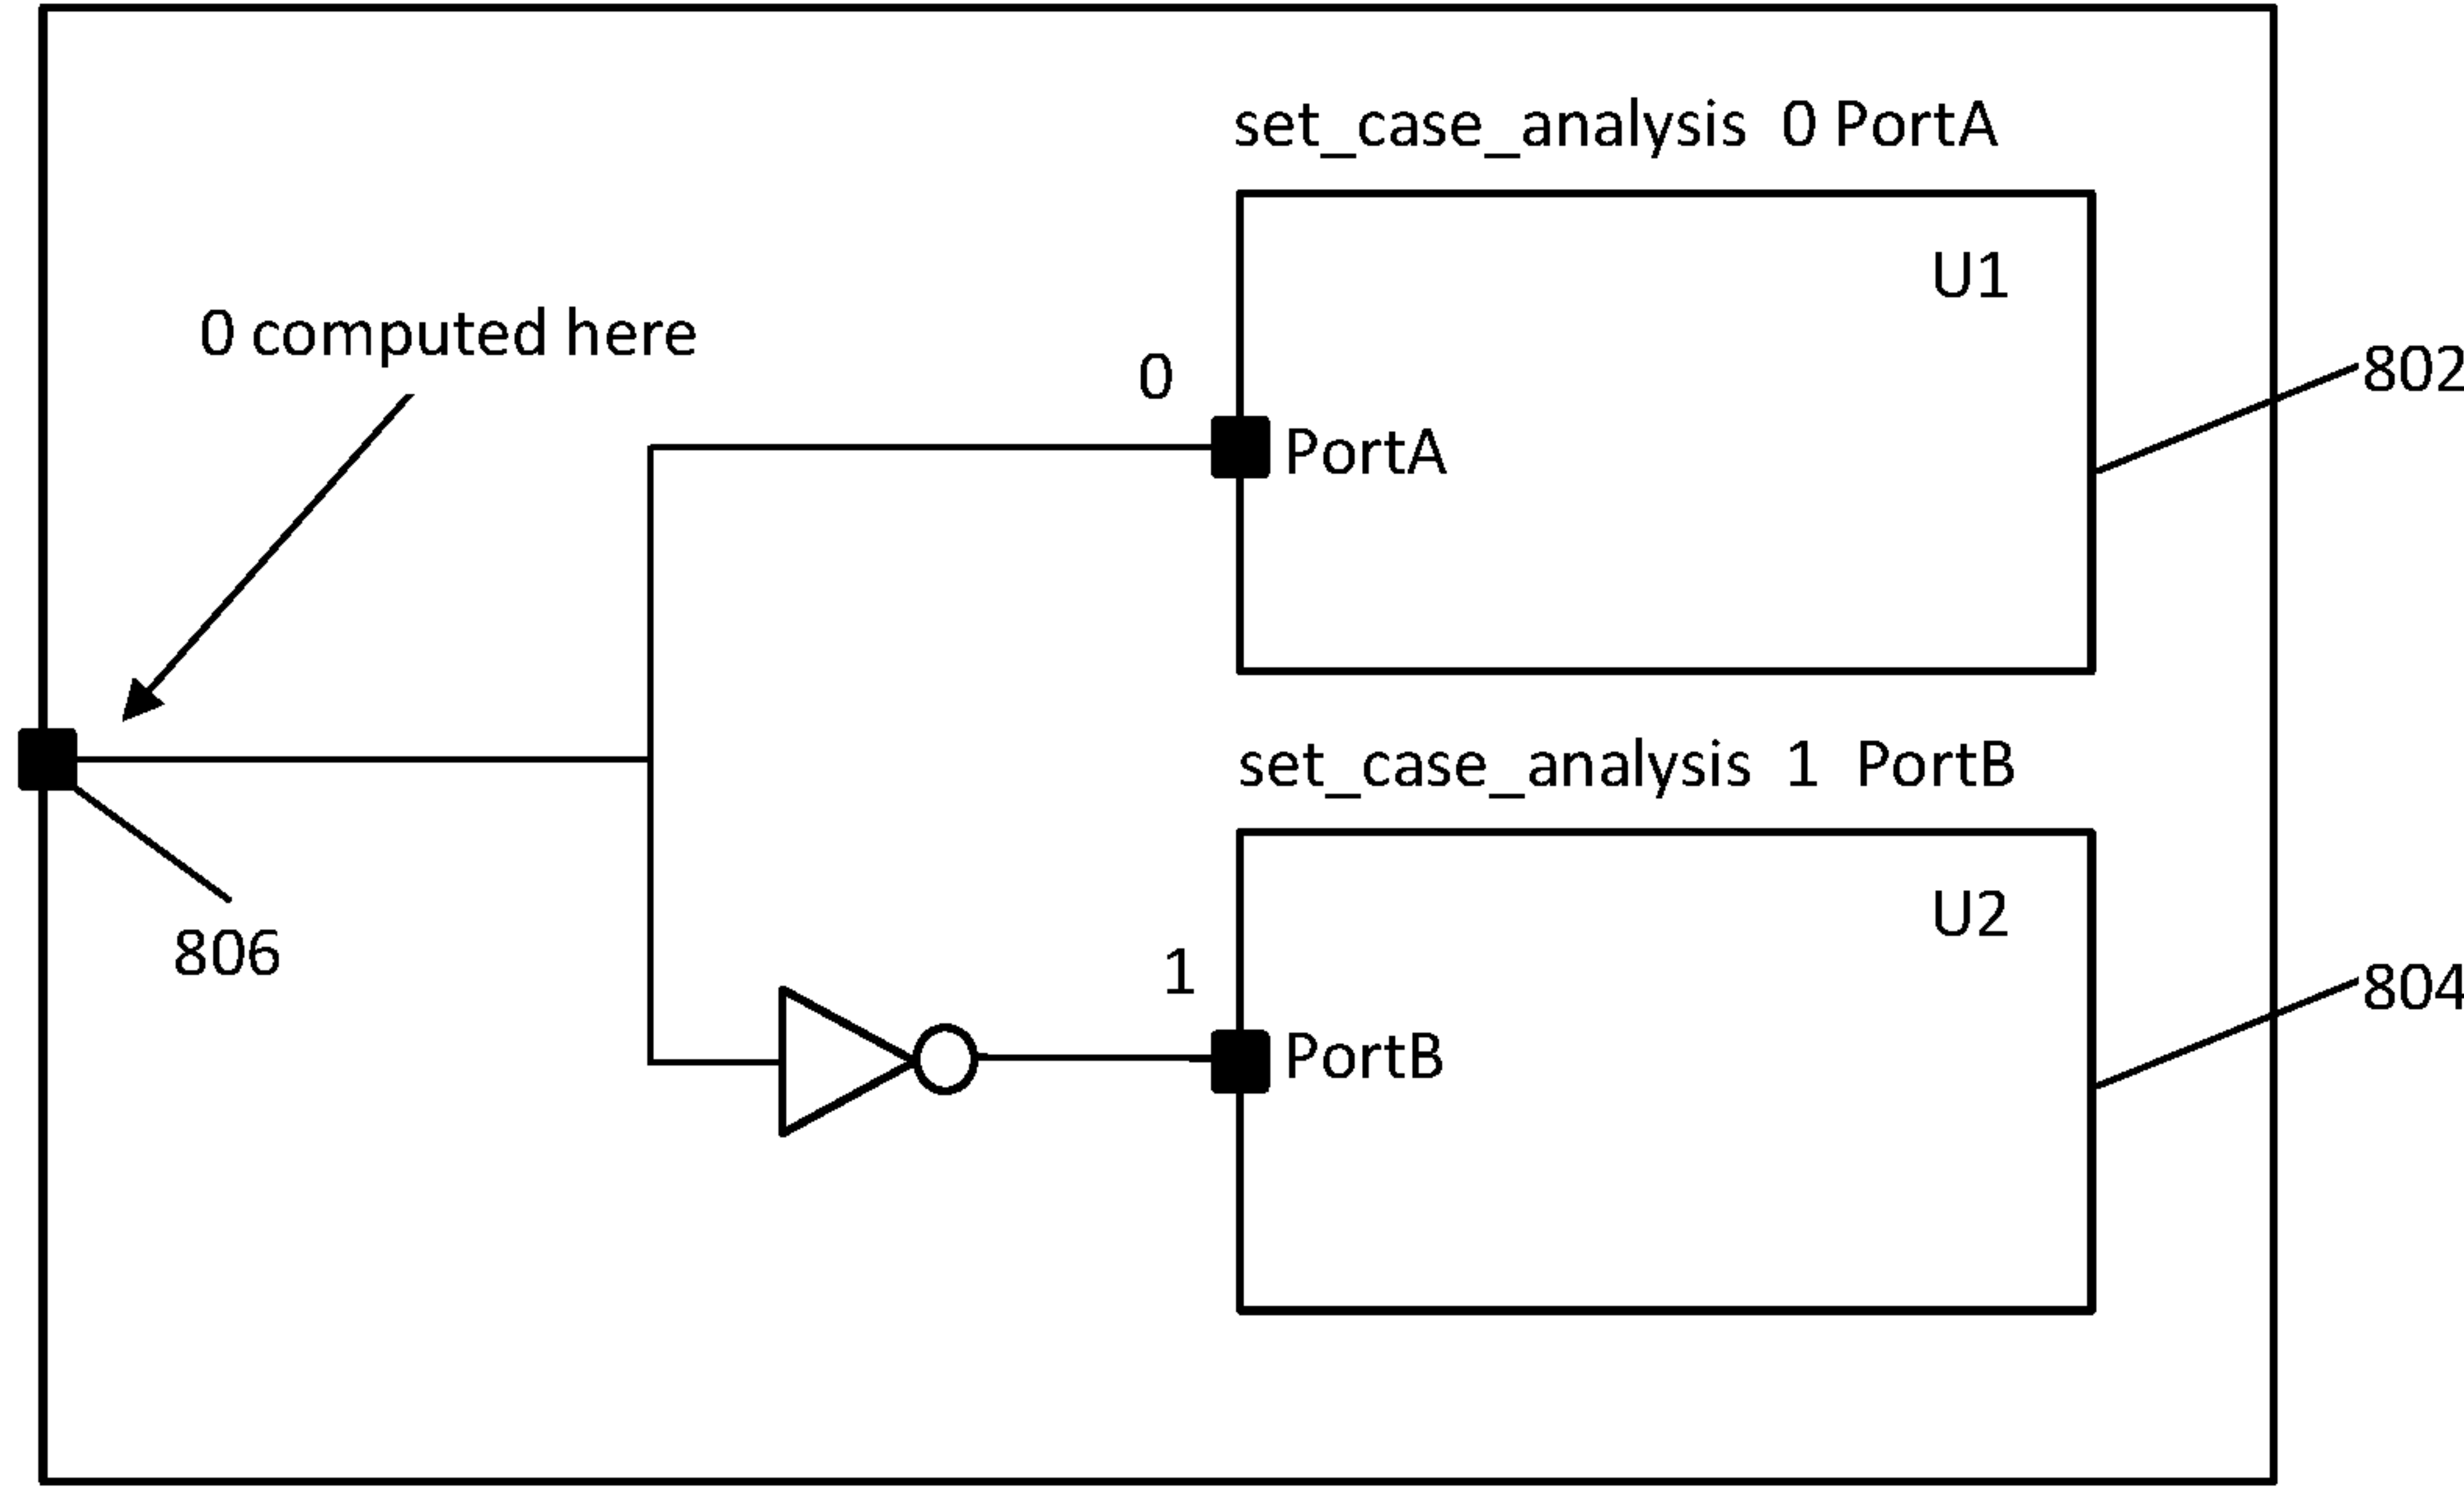 set_case_analysis 0 PortA
U1
0 computed here
0
802
PortA
set_case_analysis 1 PortB
U2
806
1
804
PortB